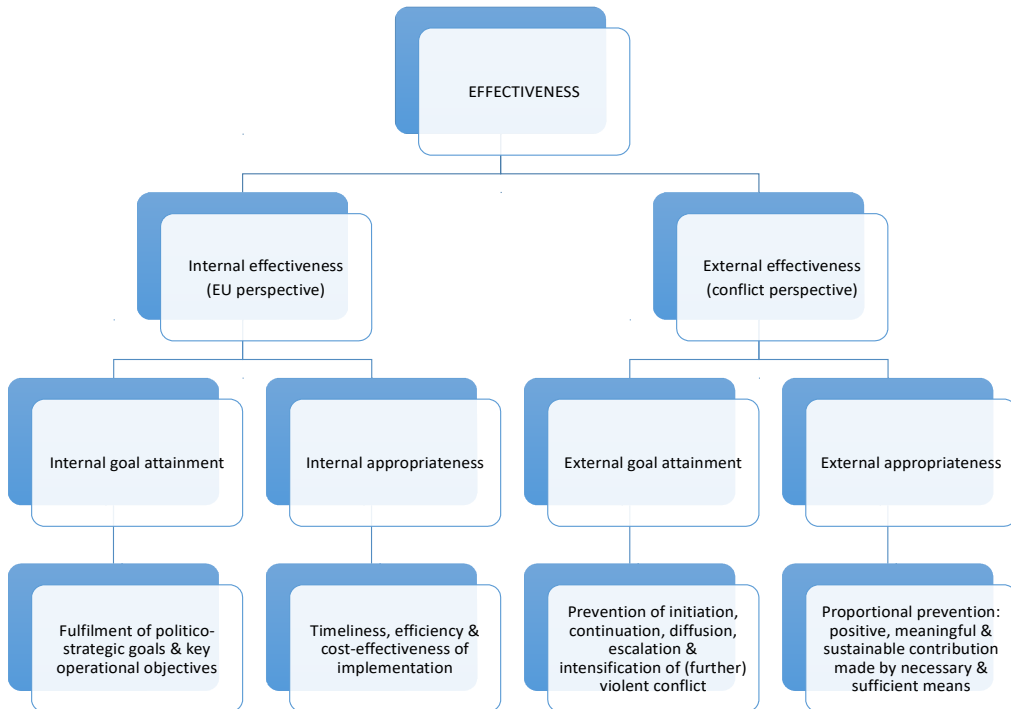 EFFECTIVENESS
Internal effectiveness
(EU perspective)
External effectiveness
(conflict perspective)
Internal goal attainment
Internal appropriateness
External goal attainment
External appropriateness
Fulfilment of politico-
strategic goals & key
operational objectives
Timeliness, efficiency &
cost-effectiveness of
implementation
Prevention of initiation,
continuation, diffusion,
escalation &
intensification of (further)
violent conflict
Proportional prevention:
positive, meaningful &
sustainable contribution
made by necessary &
sufficient means